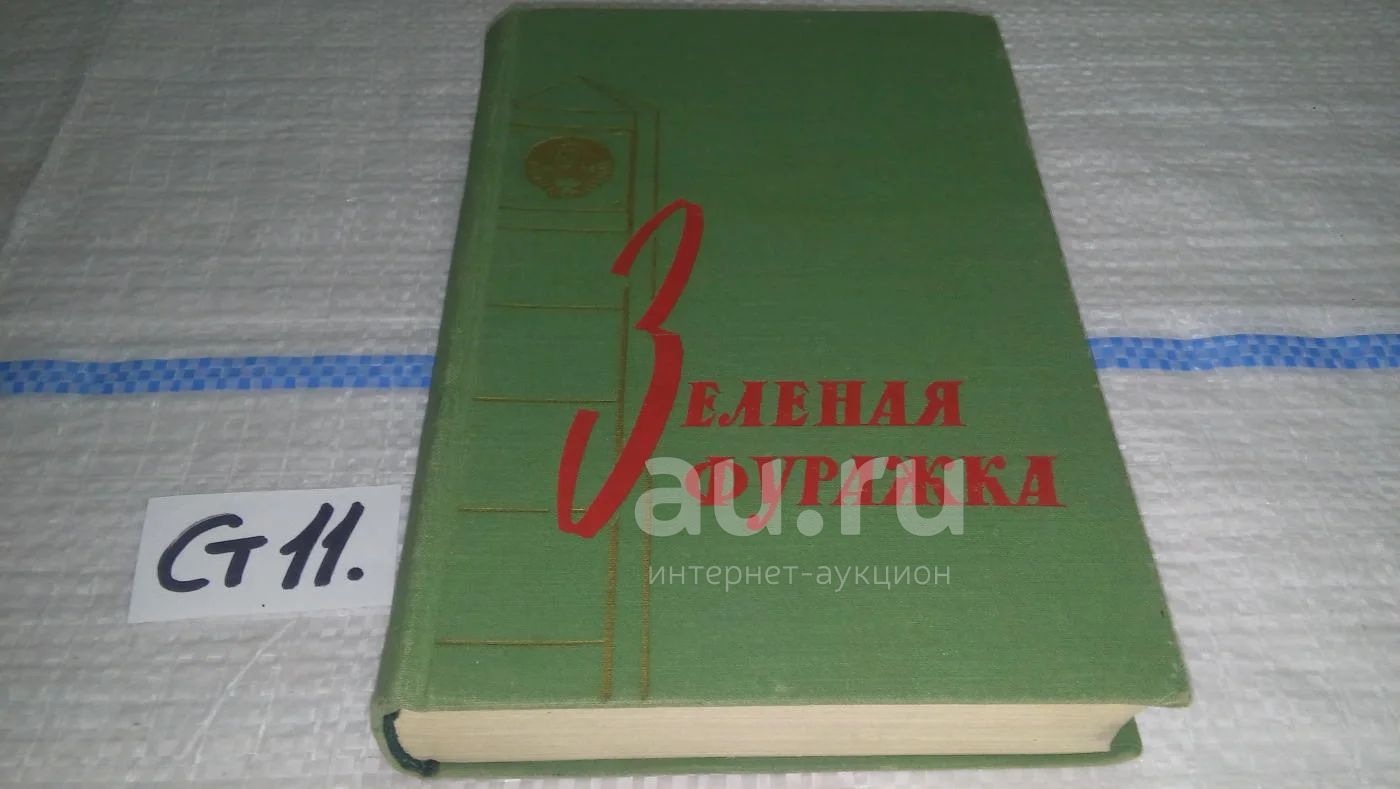 ЗЕЛЕНАЯ
ФУРАЖКА
au.ru
интернет-аукцион
Ст 11.